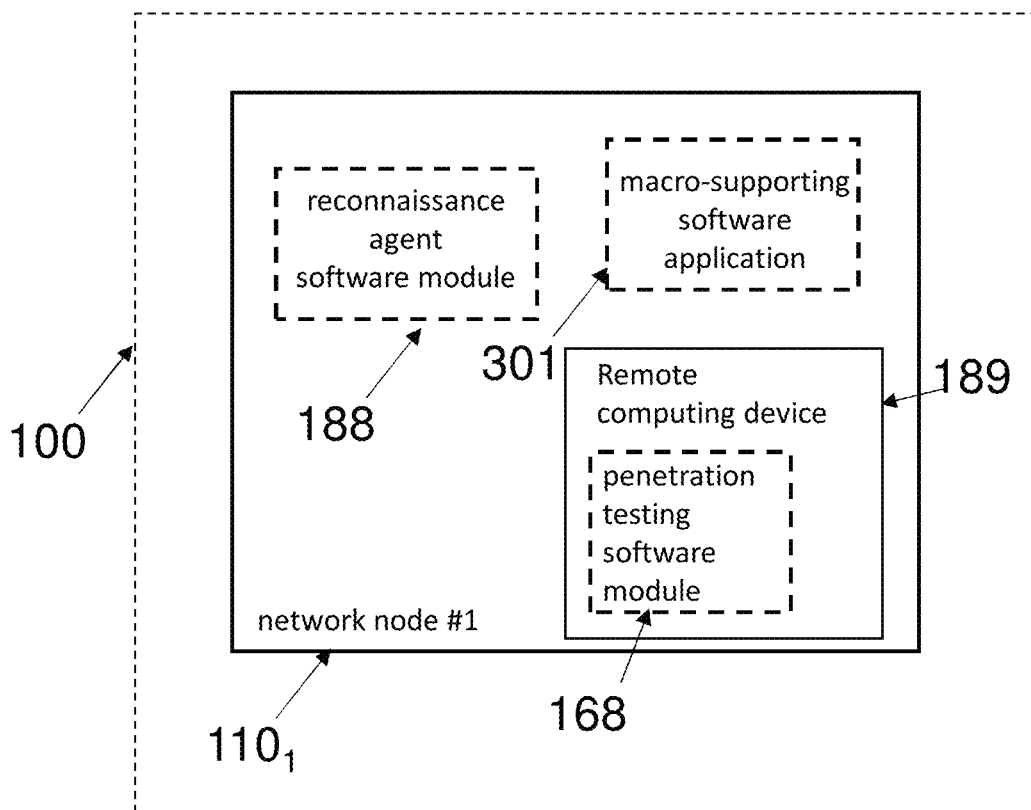 reconnaissance
agent
software module
macro-supporting
software
application
188
301
Remote
computing device
189
100
penetration
testing
software
module
network node #1
168
110₁